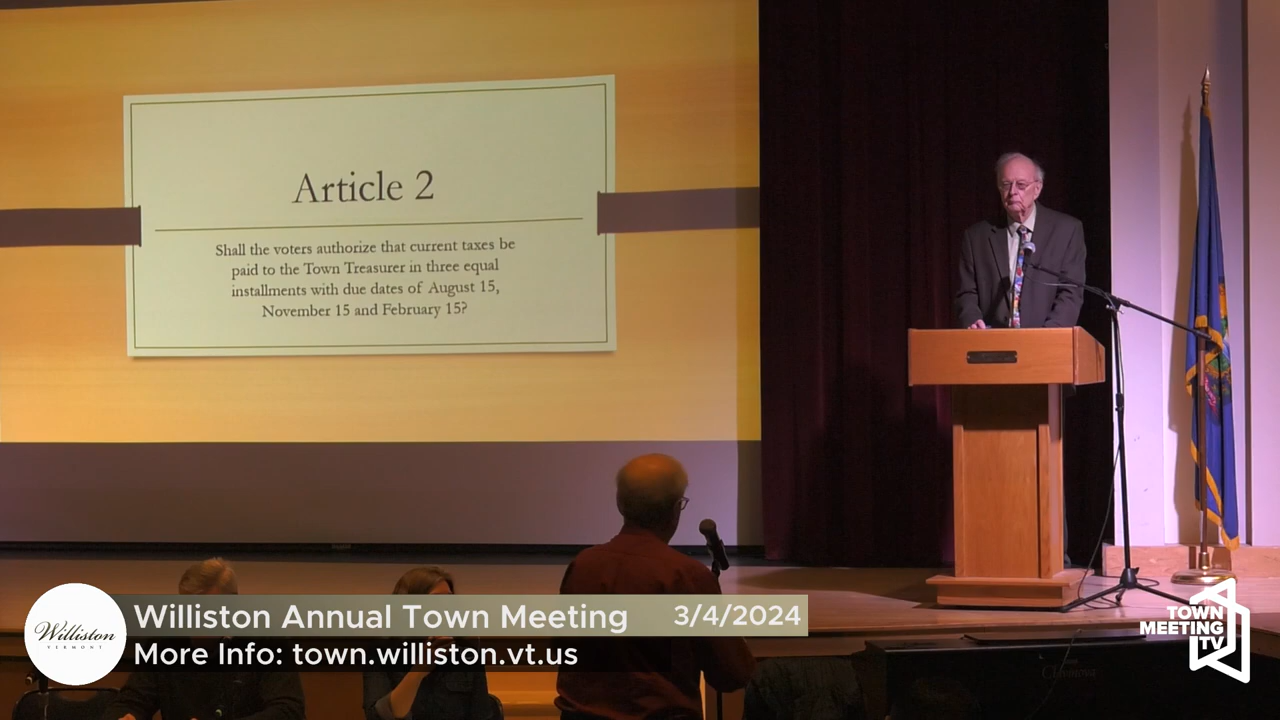 Article 2
Shall the voters authorize that current taxes be
paid to the Town Treasurer in three equal
installments with due dates of August 15,
November 15 and February 15?
Williston
VERMONT
Williston Annual Town Meeting 3/4/2024
More Info: town.williston.vt.us
TOWN
MEETING
TV